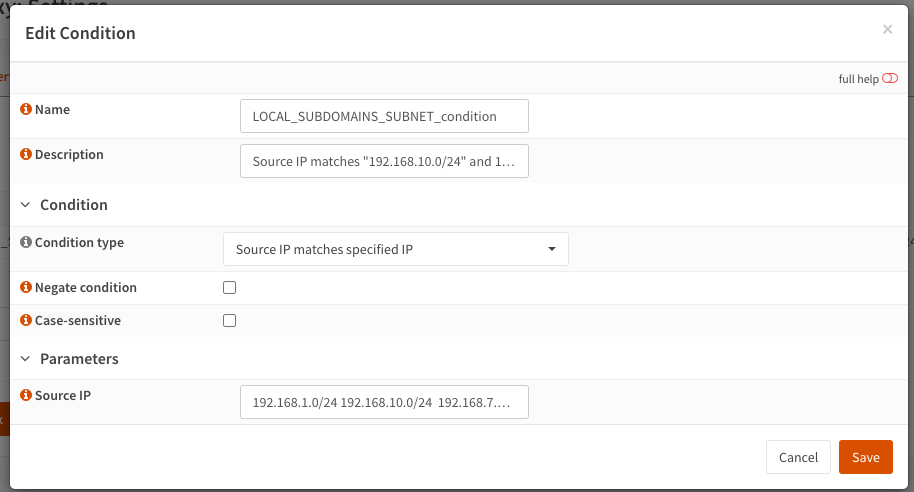 xy: Settings
Edit Condition
×
full help
Name
LOCAL_SUBDOMAINS_SUBNET_condition
Description
Source IP matches "192.168.10.0/24" and 1...
Condition
Condition type
Source IP matches specified IP
Negate condition
Case-sensitive
Parameters
Source IP
192.168.1.0/24 192.168.10.0/24  192.168.7....
Cancel
Save